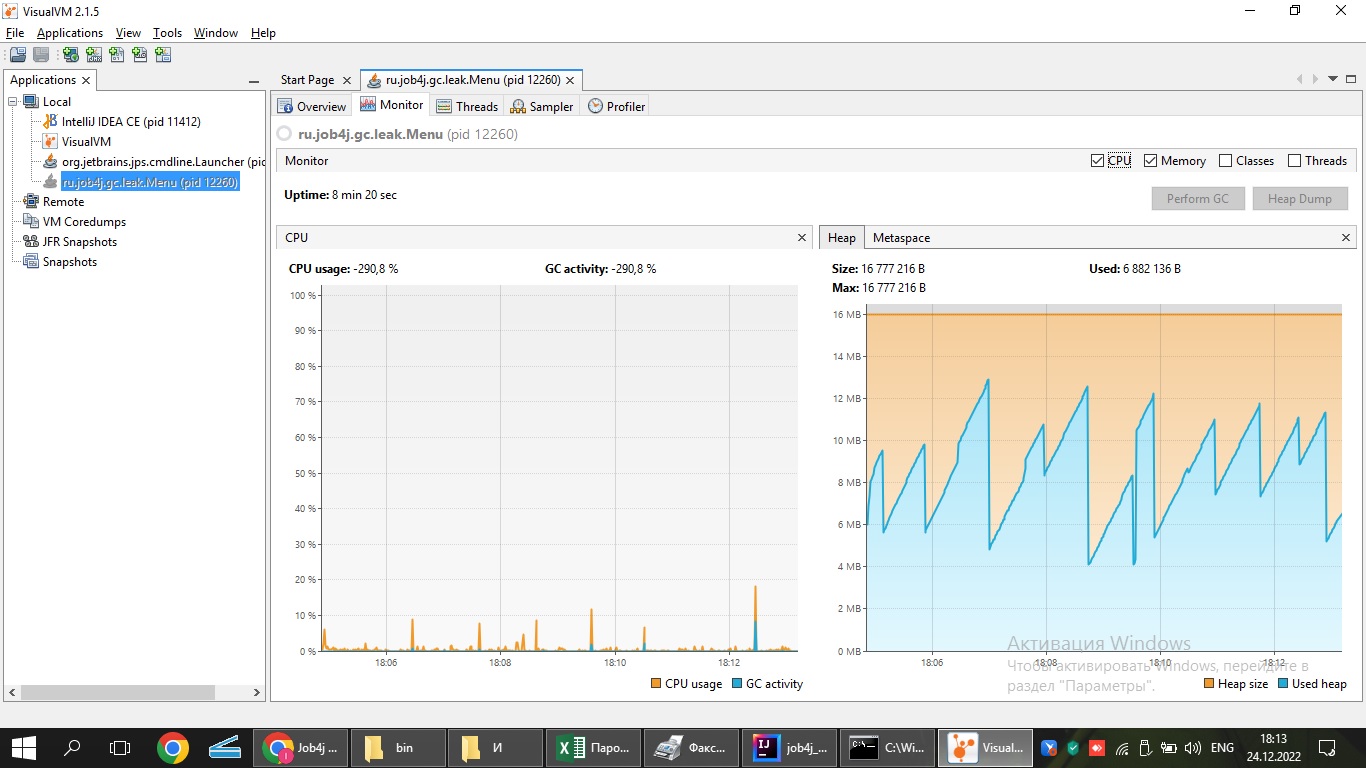 VisualVM 2.1.5
File Applications View Tools Window Help
Applications
Start Page
ru.job4j.gc.leak.Menu (pid 12260)
Local
IntelliJ IDEA CE (pid 11412)
VisualVM
org.jetbrains.jps.cmdline.Launcher (pid
ru.job4j.gc.leak.Menu (pid 12260)
Remote
VM Coredumps
JFR Snapshots
Snapshots
Overview Monitor Threads Sampler Profiler
ru.job4j.gc.leak.Menu (pid 12260)
Monitor
CPU Memory Classes Threads
Uptime: 8 min 20 sec
Perform GC Heap Dump
CPU
CPU usage: -290,8 % GC activity: -290,8 %
100 %
90 %
80 %
70 %
60 %
50 %
40 %
30 %
20 %
10 %
0 %
18:06 18:08 18:10 18:12
CPU usage GC activity
Heap Metaspace
Size: 16 777 216 B Used: 6 882 136 B
Max: 16 777 216 B
16 MB
14 MB
12 MB
10 MB
8 MB
6 MB
4 MB
2 MB
0 MB
18:06 18:08 18:10 18:12
Heap size Used heap
Активация Windows
Чтобы активировать Windows, перейдите в
раздел "Параметры".
Job4j ... bin И Паро... Факс... job4j_... C:\Wi... Visual... ENG 18:13
24.12.2022